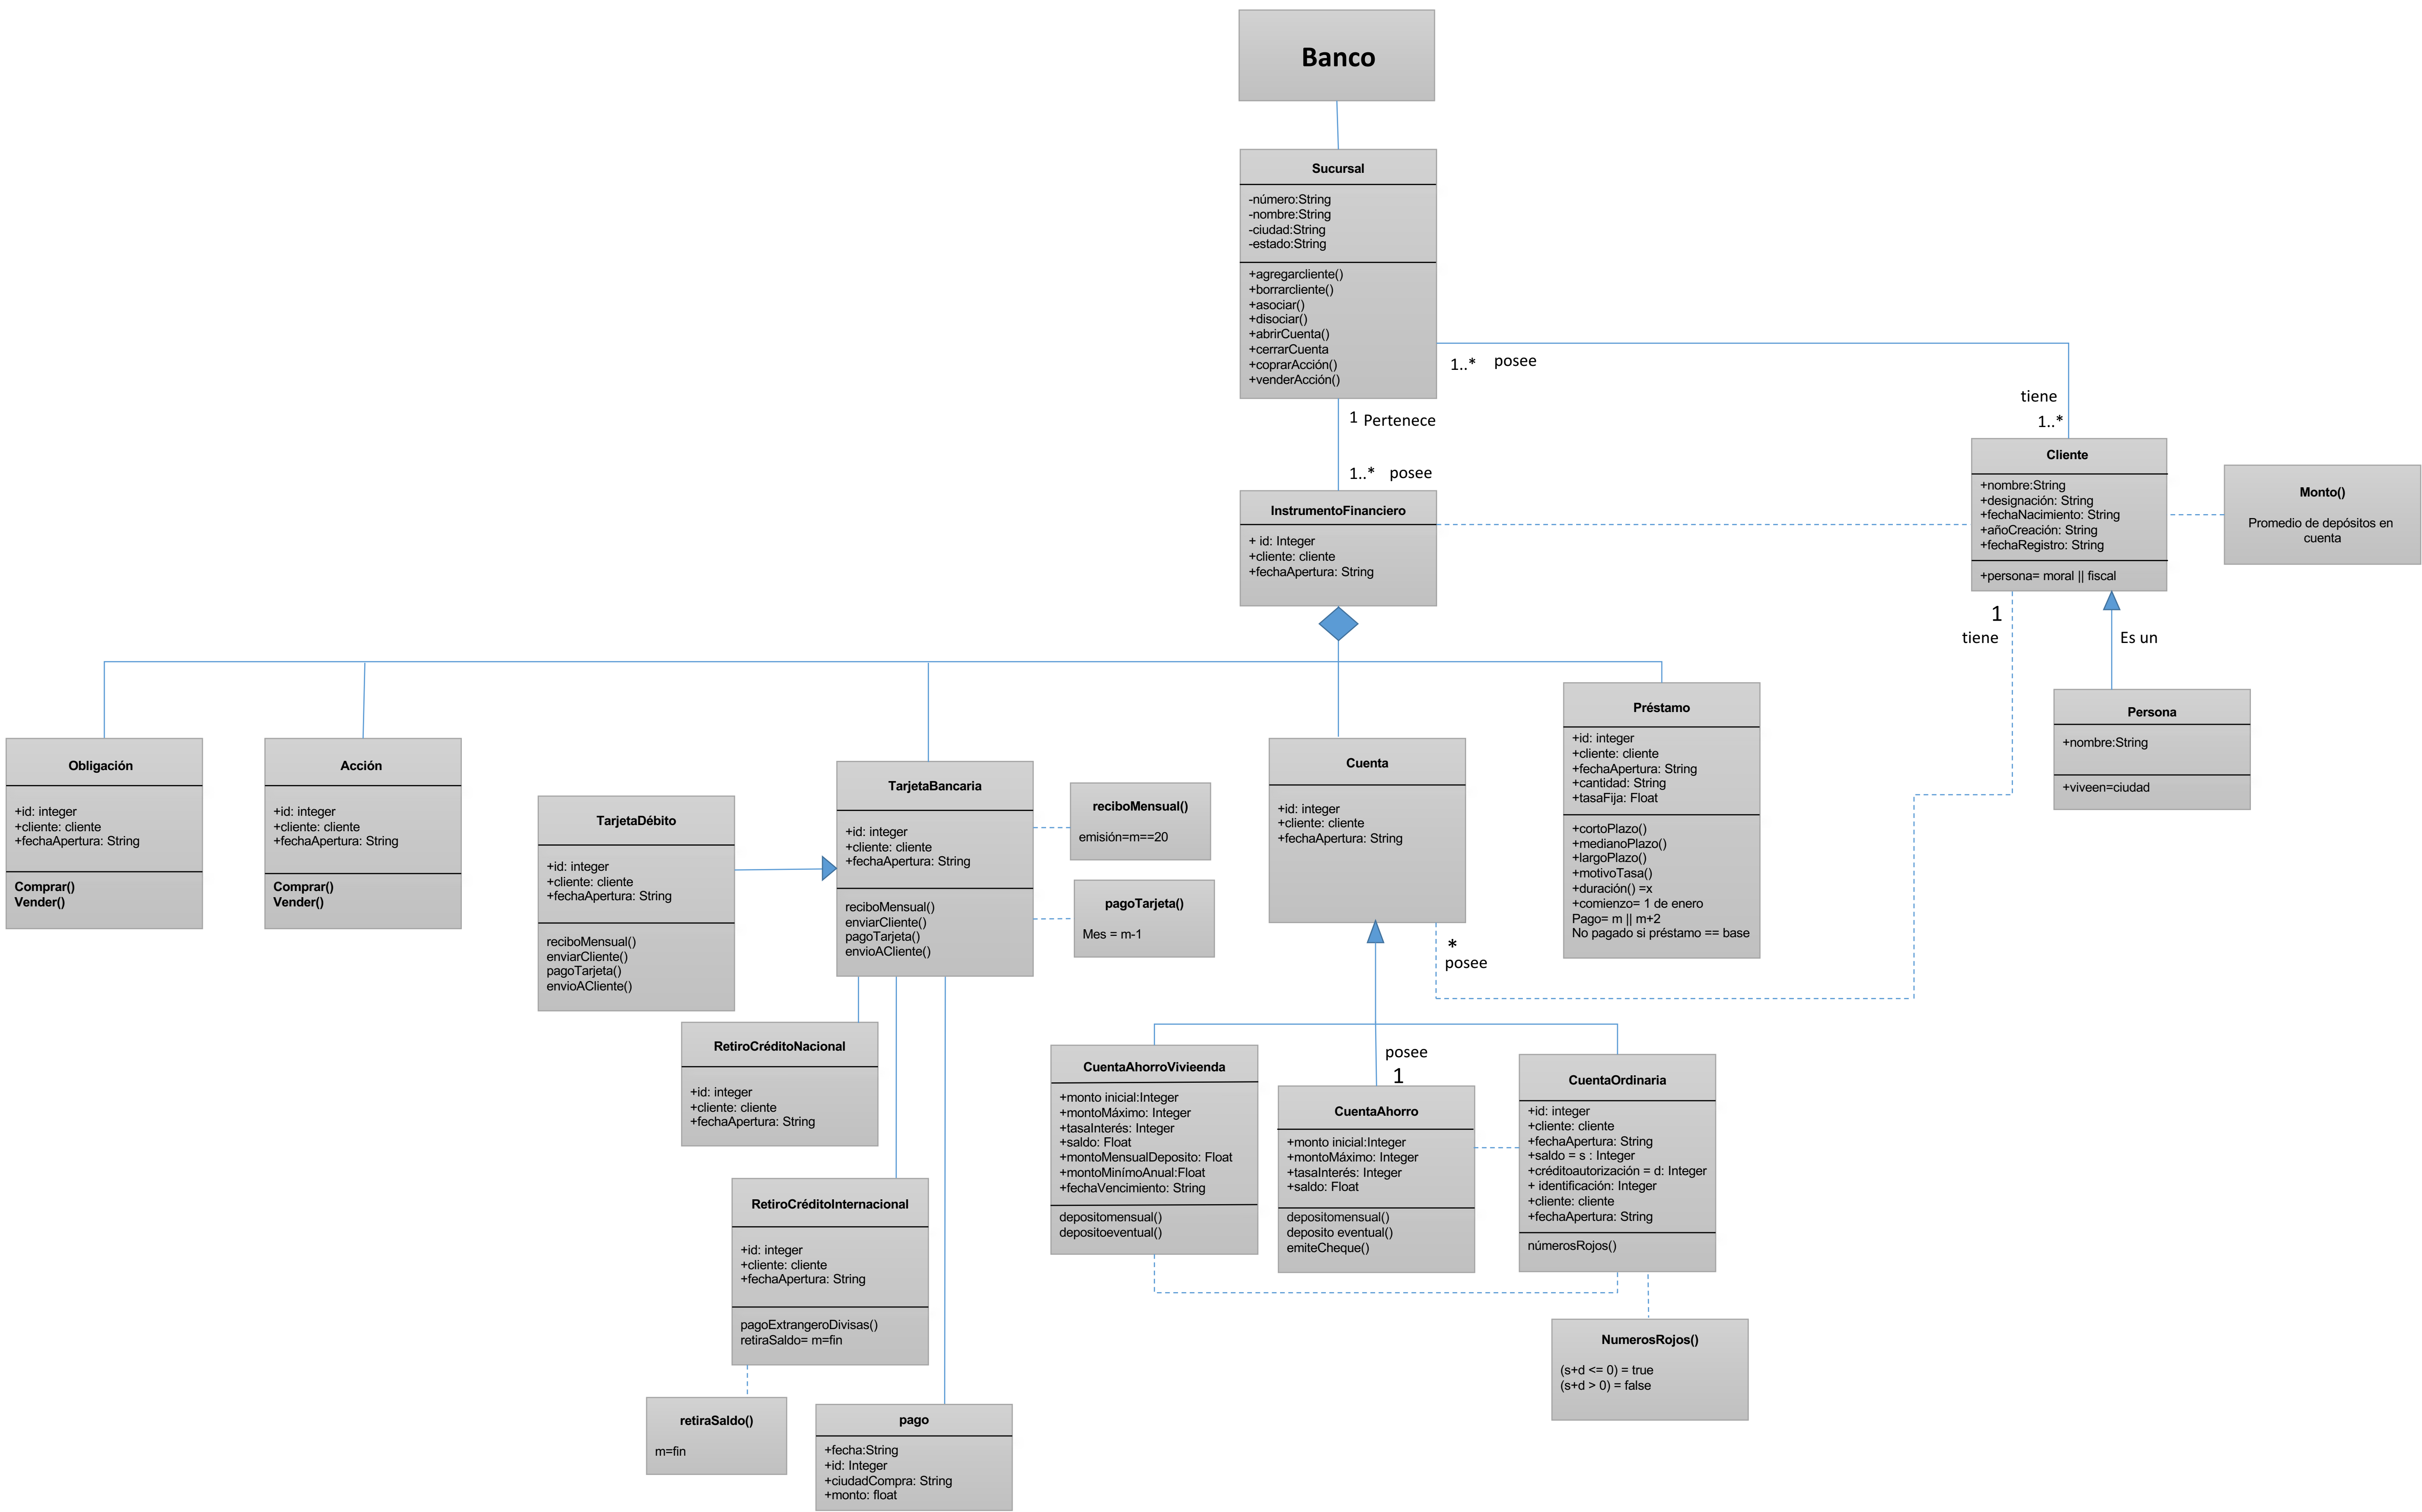 Banco
Sucursal
-número:String
-nombre:String
-ciudad:String
-estado:String
+agregarcliente()
+borrarcliente()
+asociar()
+disociar()
+abrirCuenta()
+cerrarCuenta
+coprarAcción()
+venderAcción()
1..* posee
tiene
1..*
1 Pertenece
1..* posee
InstrumentoFinanciero
+ id: Integer
+cliente: cliente
+fechaApertura: String
Cliente
+nombre:String
+designación: String
+fechaNacimiento: String
+añoCreación: String
+fechaRegistro: String
+persona= moral || fiscal
Monto()
Promedio de depósitos en
cuenta
1
tiene
Es un
Persona
+nombre:String
+viveen=ciudad
Obligación
+id: integer
+cliente: cliente
+fechaApertura: String
Comprar()
Vender()
Acción
+id: integer
+cliente: cliente
+fechaApertura: String
Comprar()
Vender()
TarjetaDébito
+id: integer
+cliente: cliente
+fechaApertura: String
reciboMensual()
enviarCliente()
pagoTarjeta()
envioACliente()
TarjetaBancaria
+id: integer
+cliente: cliente
+fechaApertura: String
reciboMensual()
enviarCliente()
pagoTarjeta()
envioACliente()
reciboMensual()
emisión=m==20
pagoTarjeta()
Mes = m-1
Cuenta
+id: integer
+cliente: cliente
+fechaApertura: String
*
posee
Préstamo
+id: integer
+cliente: cliente
+fechaApertura: String
+cantidad: String
+tasaFija: Float
+cortoPlazo()
+medianoPlazo()
+largoPlazo()
+motivoTasa()
+duración() =x
+comienzo= 1 de enero
Pago= m || m+2
No pagado si préstamo == base
RetiroCréditoNacional
+id: integer
+cliente: cliente
+fechaApertura: String
RetiroCréditoInternacional
+id: integer
+cliente: cliente
+fechaApertura: String
pagoExtrangeroDivisas()
retiraSaldo= m=fin
retiraSaldo()
m=fin
pago
+fecha:String
+id: Integer
+ciudadCompra: String
+monto: float
CuentaAhorroVivieenda
+monto inicial:Integer
+montoMáximo: Integer
+tasaInterés: Integer
+saldo: Float
+montoMensualDeposito: Float
+montoMinímoAnual:Float
+fechaVencimiento: String
depositomensual()
depositoeventual()
posee
1
CuentaAhorro
+monto inicial:Integer
+montoMáximo: Integer
+tasaInterés: Integer
+saldo: Float
depositomensual()
deposito eventual()
emiteCheque()
CuentaOrdinaria
+id: integer
+cliente: cliente
+fechaApertura: String
+saldo = s : Integer
+créditoautorización = d: Integer
+ identificación: Integer
+cliente: cliente
+fechaApertura: String
númerosRojos()
NumerosRojos()
(s+d <= 0) = true
(s+d > 0) = false